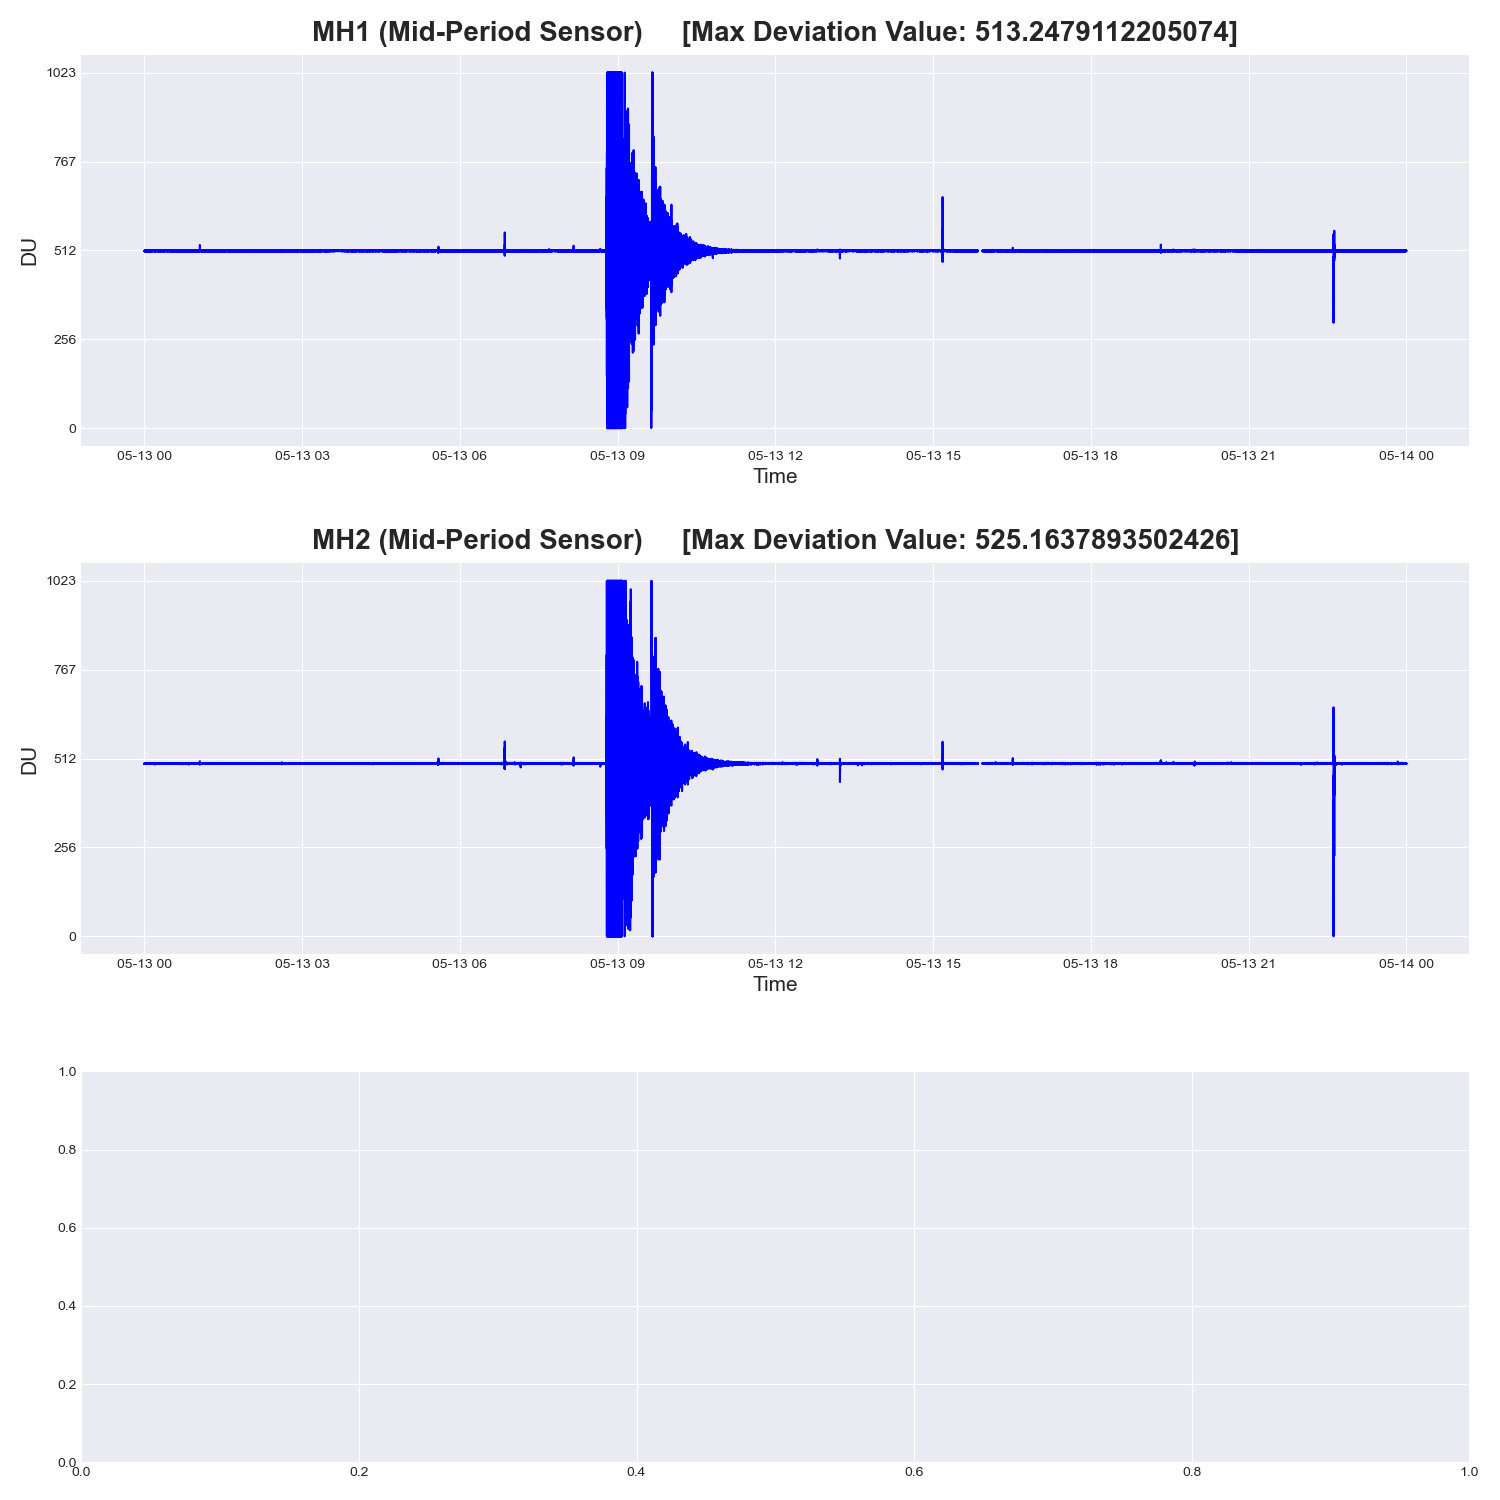 MH1 (Mid-Period Sensor) [Max Deviation Value: 513.2479112205074]
1023
767
512
256
0
DU
05-13 00 05-13 03 05-13 06 05-13 09 05-13 12 05-13 15 05-13 18 05-13 21 05-14 00
Time
MH2 (Mid-Period Sensor) [Max Deviation Value: 525.1637893502426]
1023
767
512
256
0
DU
05-13 00 05-13 03 05-13 06 05-13 09 05-13 12 05-13 15 05-13 18 05-13 21 05-14 00
Time
1.0
0.8
0.6
0.4
0.2
0.0
0.0 0.2 0.4 0.6 0.8 1.0